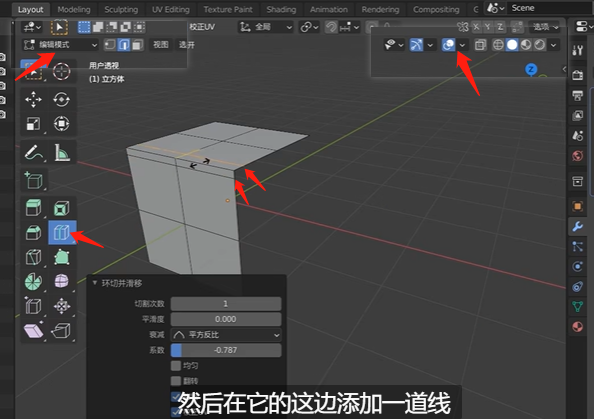 Layout Modeling Sculpting UV Editing Texture Paint Shading Animation Rendering Compositing Scene
校正UV 全局 X Y Z 选项
编辑模式 视图
用户透视
(1) 立方体
Z
环切并滑移
切割次数 1
平滑度 0.000
衰减 平方反比
系数 -0.787
均匀
翻转
然后在它的这边添加一道线